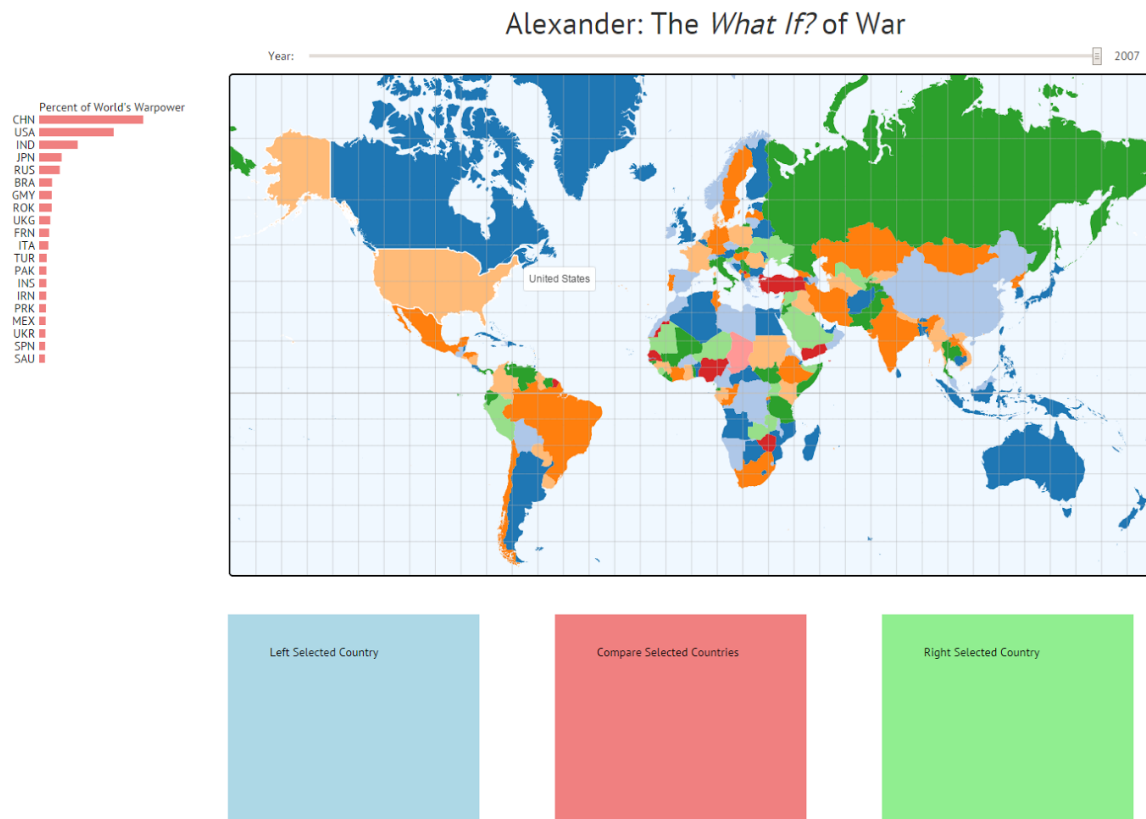 Alexander: The What If? of War
Year:
2007
Percent of World's Warpower
CHN
USA
IND
JPN
RUS
BRA
GMY
ROK
UKG
FRN
ITA
TUR
PAK
INS
IRN
PRK
MEX
UKR
SPN
SAU
United States
Left Selected Country
Compare Selected Countries
Right Selected Country